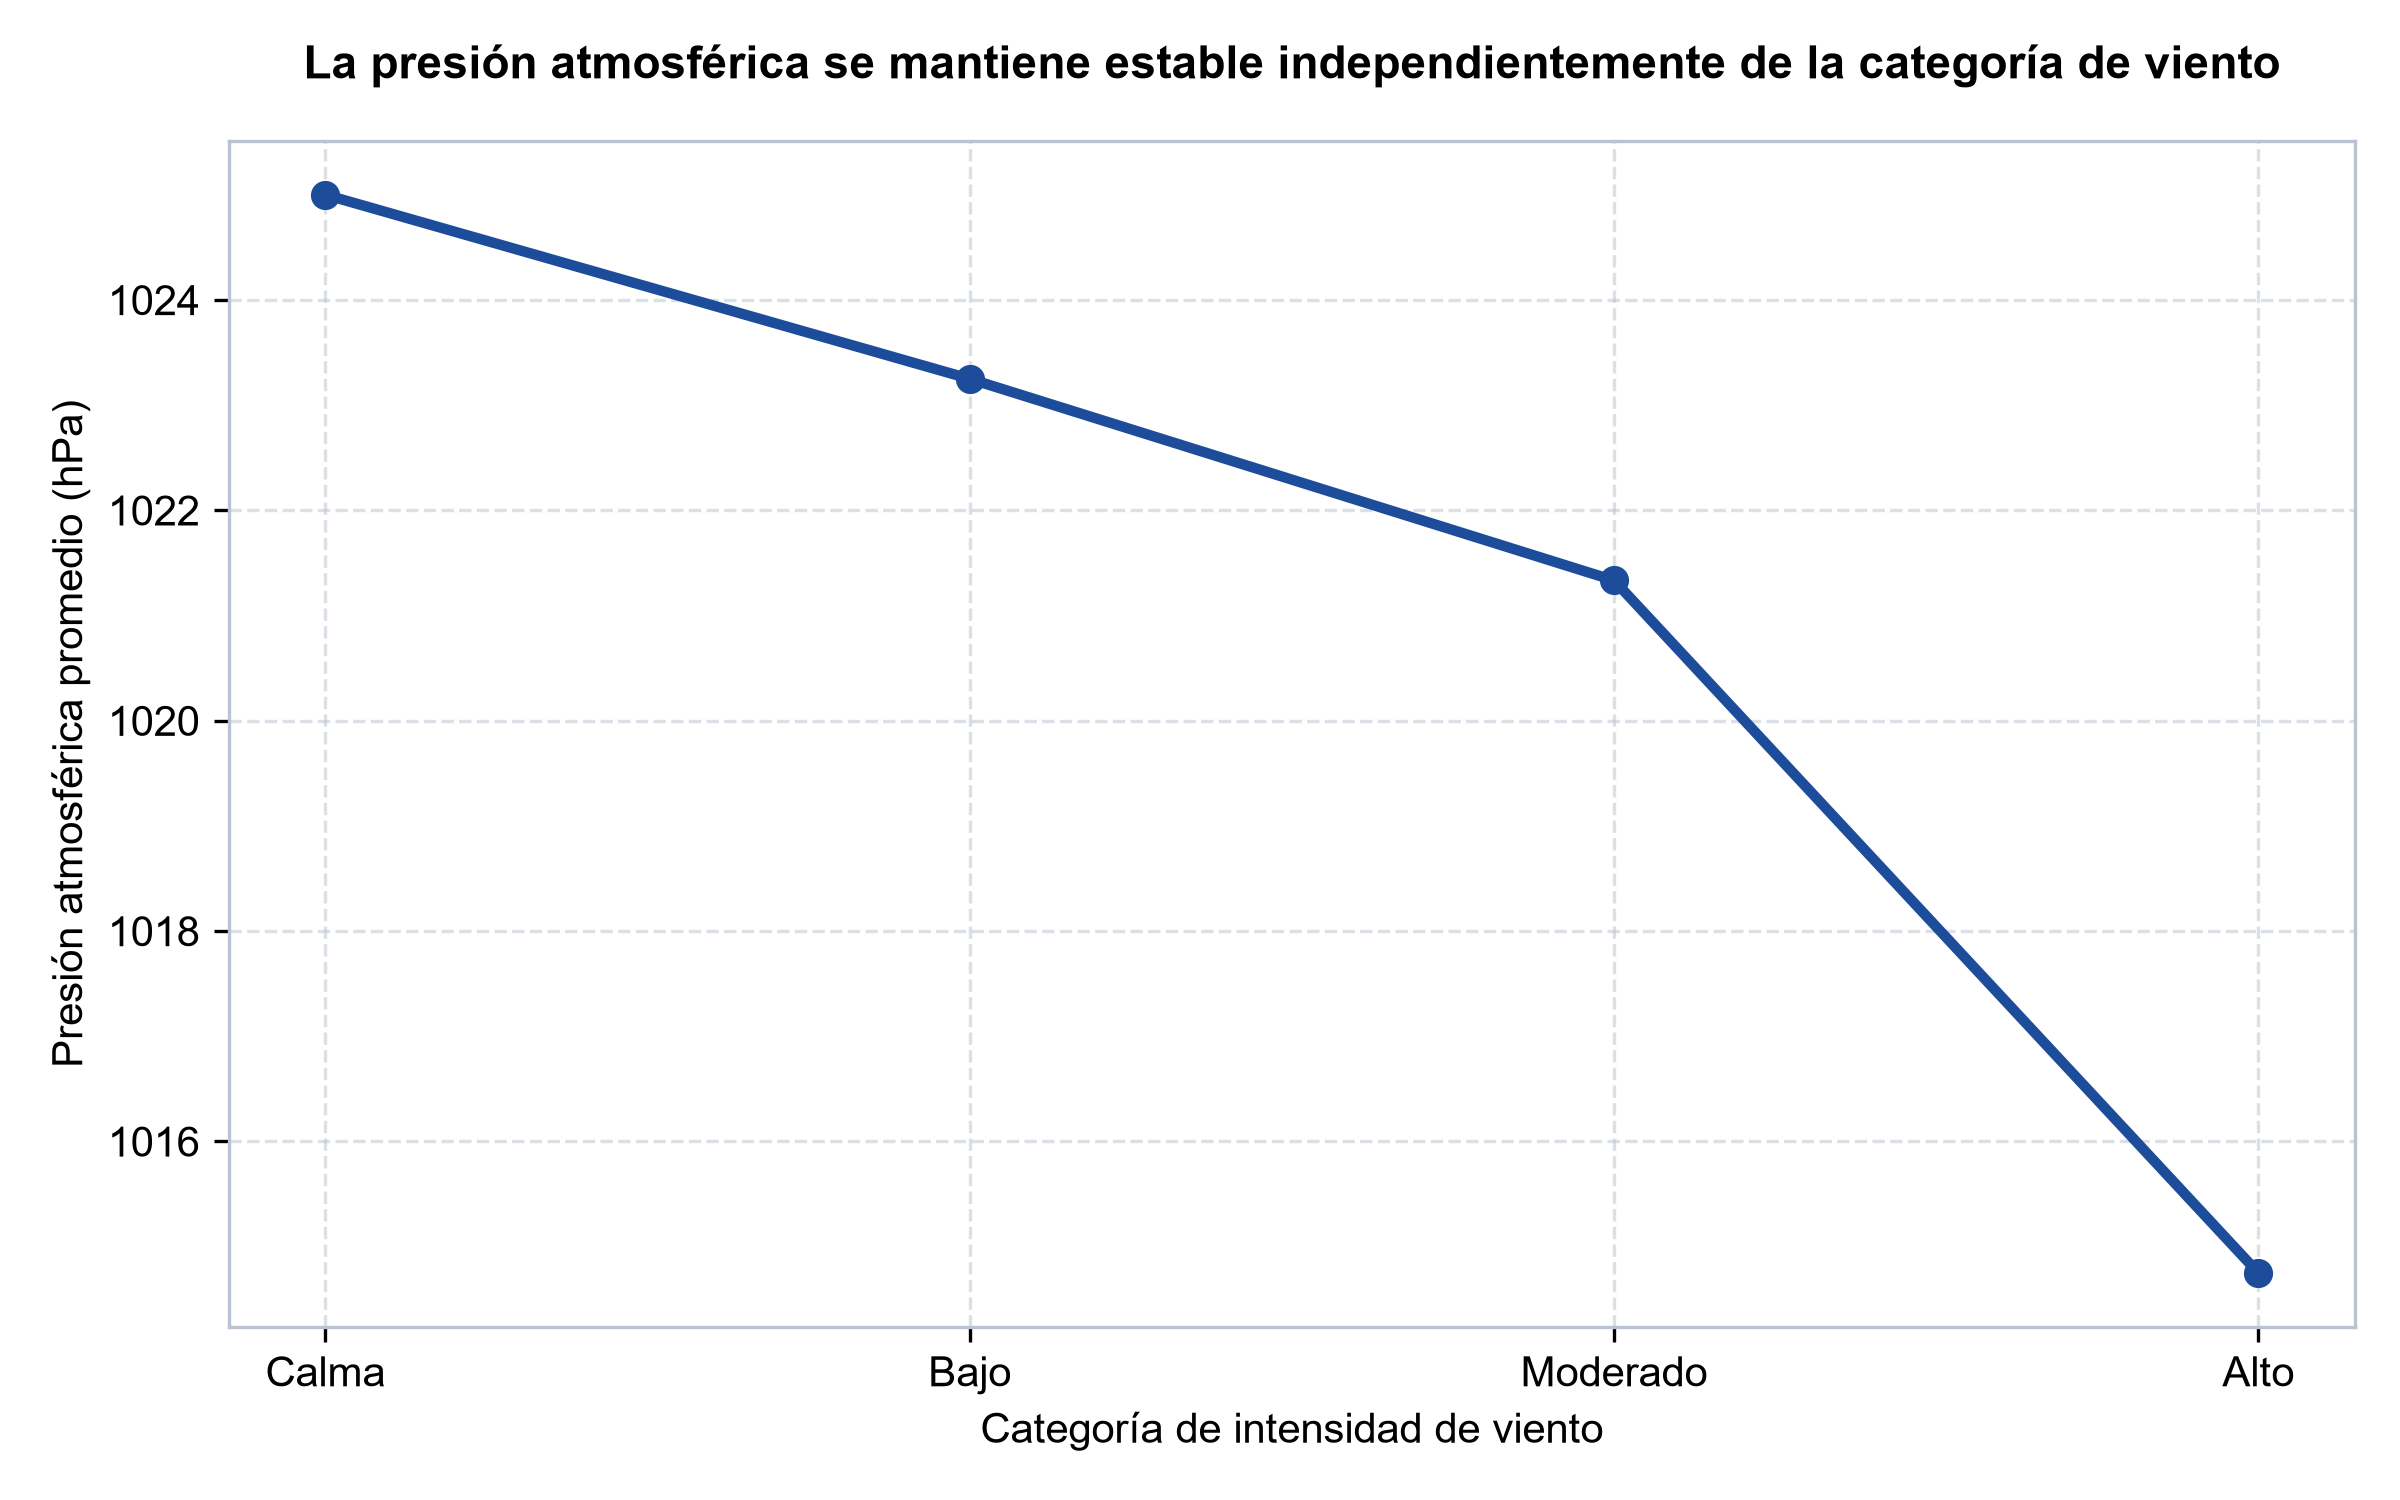 La presión atmosférica se mantiene estable independientemente de la categoría de viento
Presión atmosférica promedio (hPa)
1024
1022
1020
1018
1016
Calma Bajo Moderado Alto
Categoría de intensidad de viento